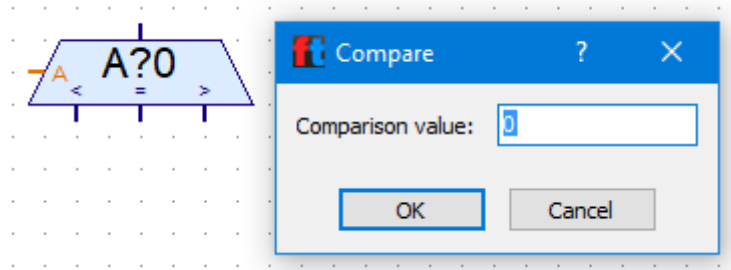 A?0
A
< = >
ft Compare ? ×
Comparison value: 0
OK Cancel